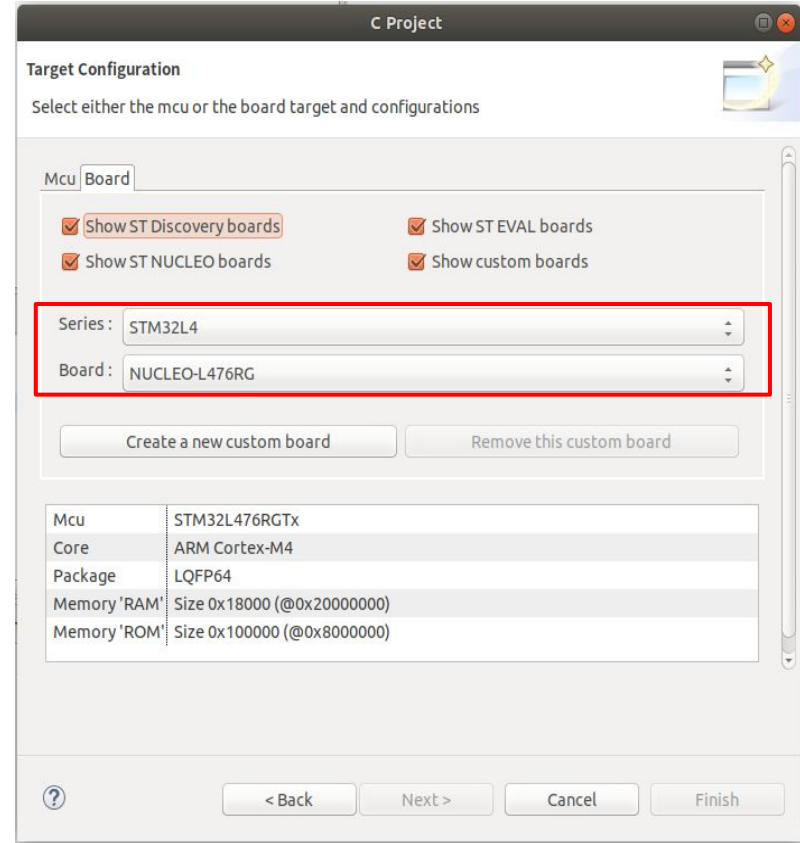 C Project
Target Configuration
Select either the mcu or the board target and configurations
Mcu Board
Show ST Discovery boards Show ST EVAL boards
Show ST NUCLEO boards Show custom boards
Series : STM32L4
Board : NUCLEO-L476RG
Create a new custom board Remove this custom board
Mcu STM32L476RGTx
Core ARM Cortex-M4
Package LQFP64
Memory 'RAM' Size 0x18000 (@0x20000000)
Memory 'ROM' Size 0x100000 (@0x8000000)
? < Back Next > Cancel Finish